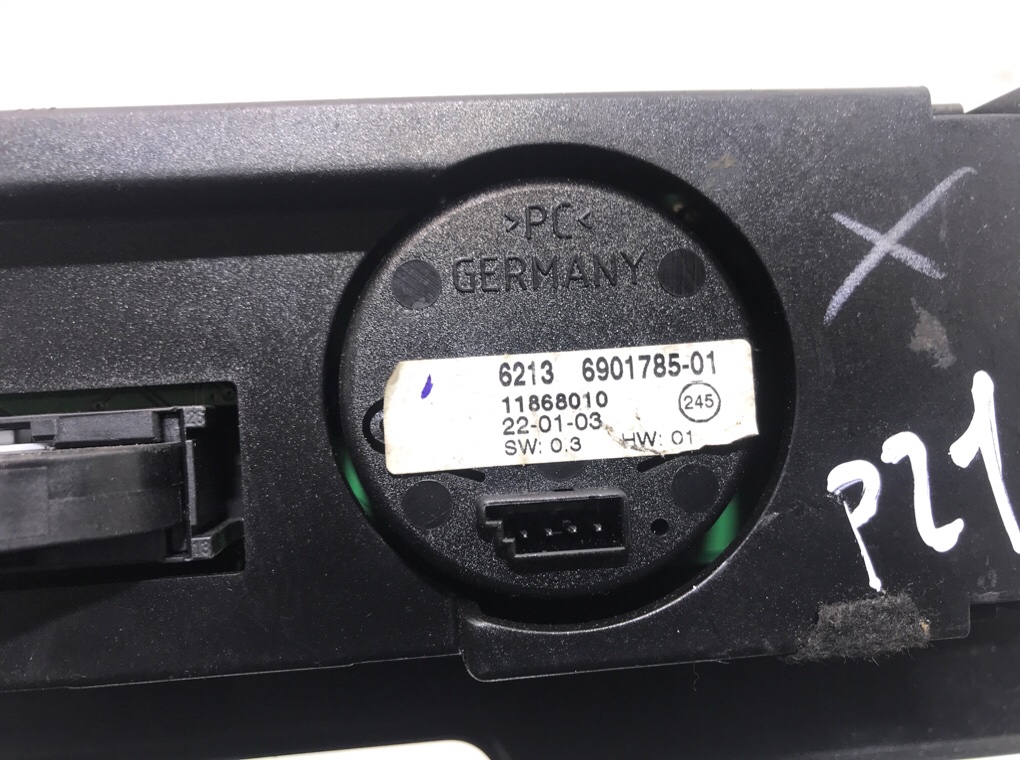 >PC<
GERMANY
6213 6901785-01
11868010
245
22-01-03
SW: 0.3 HW: 01
P21